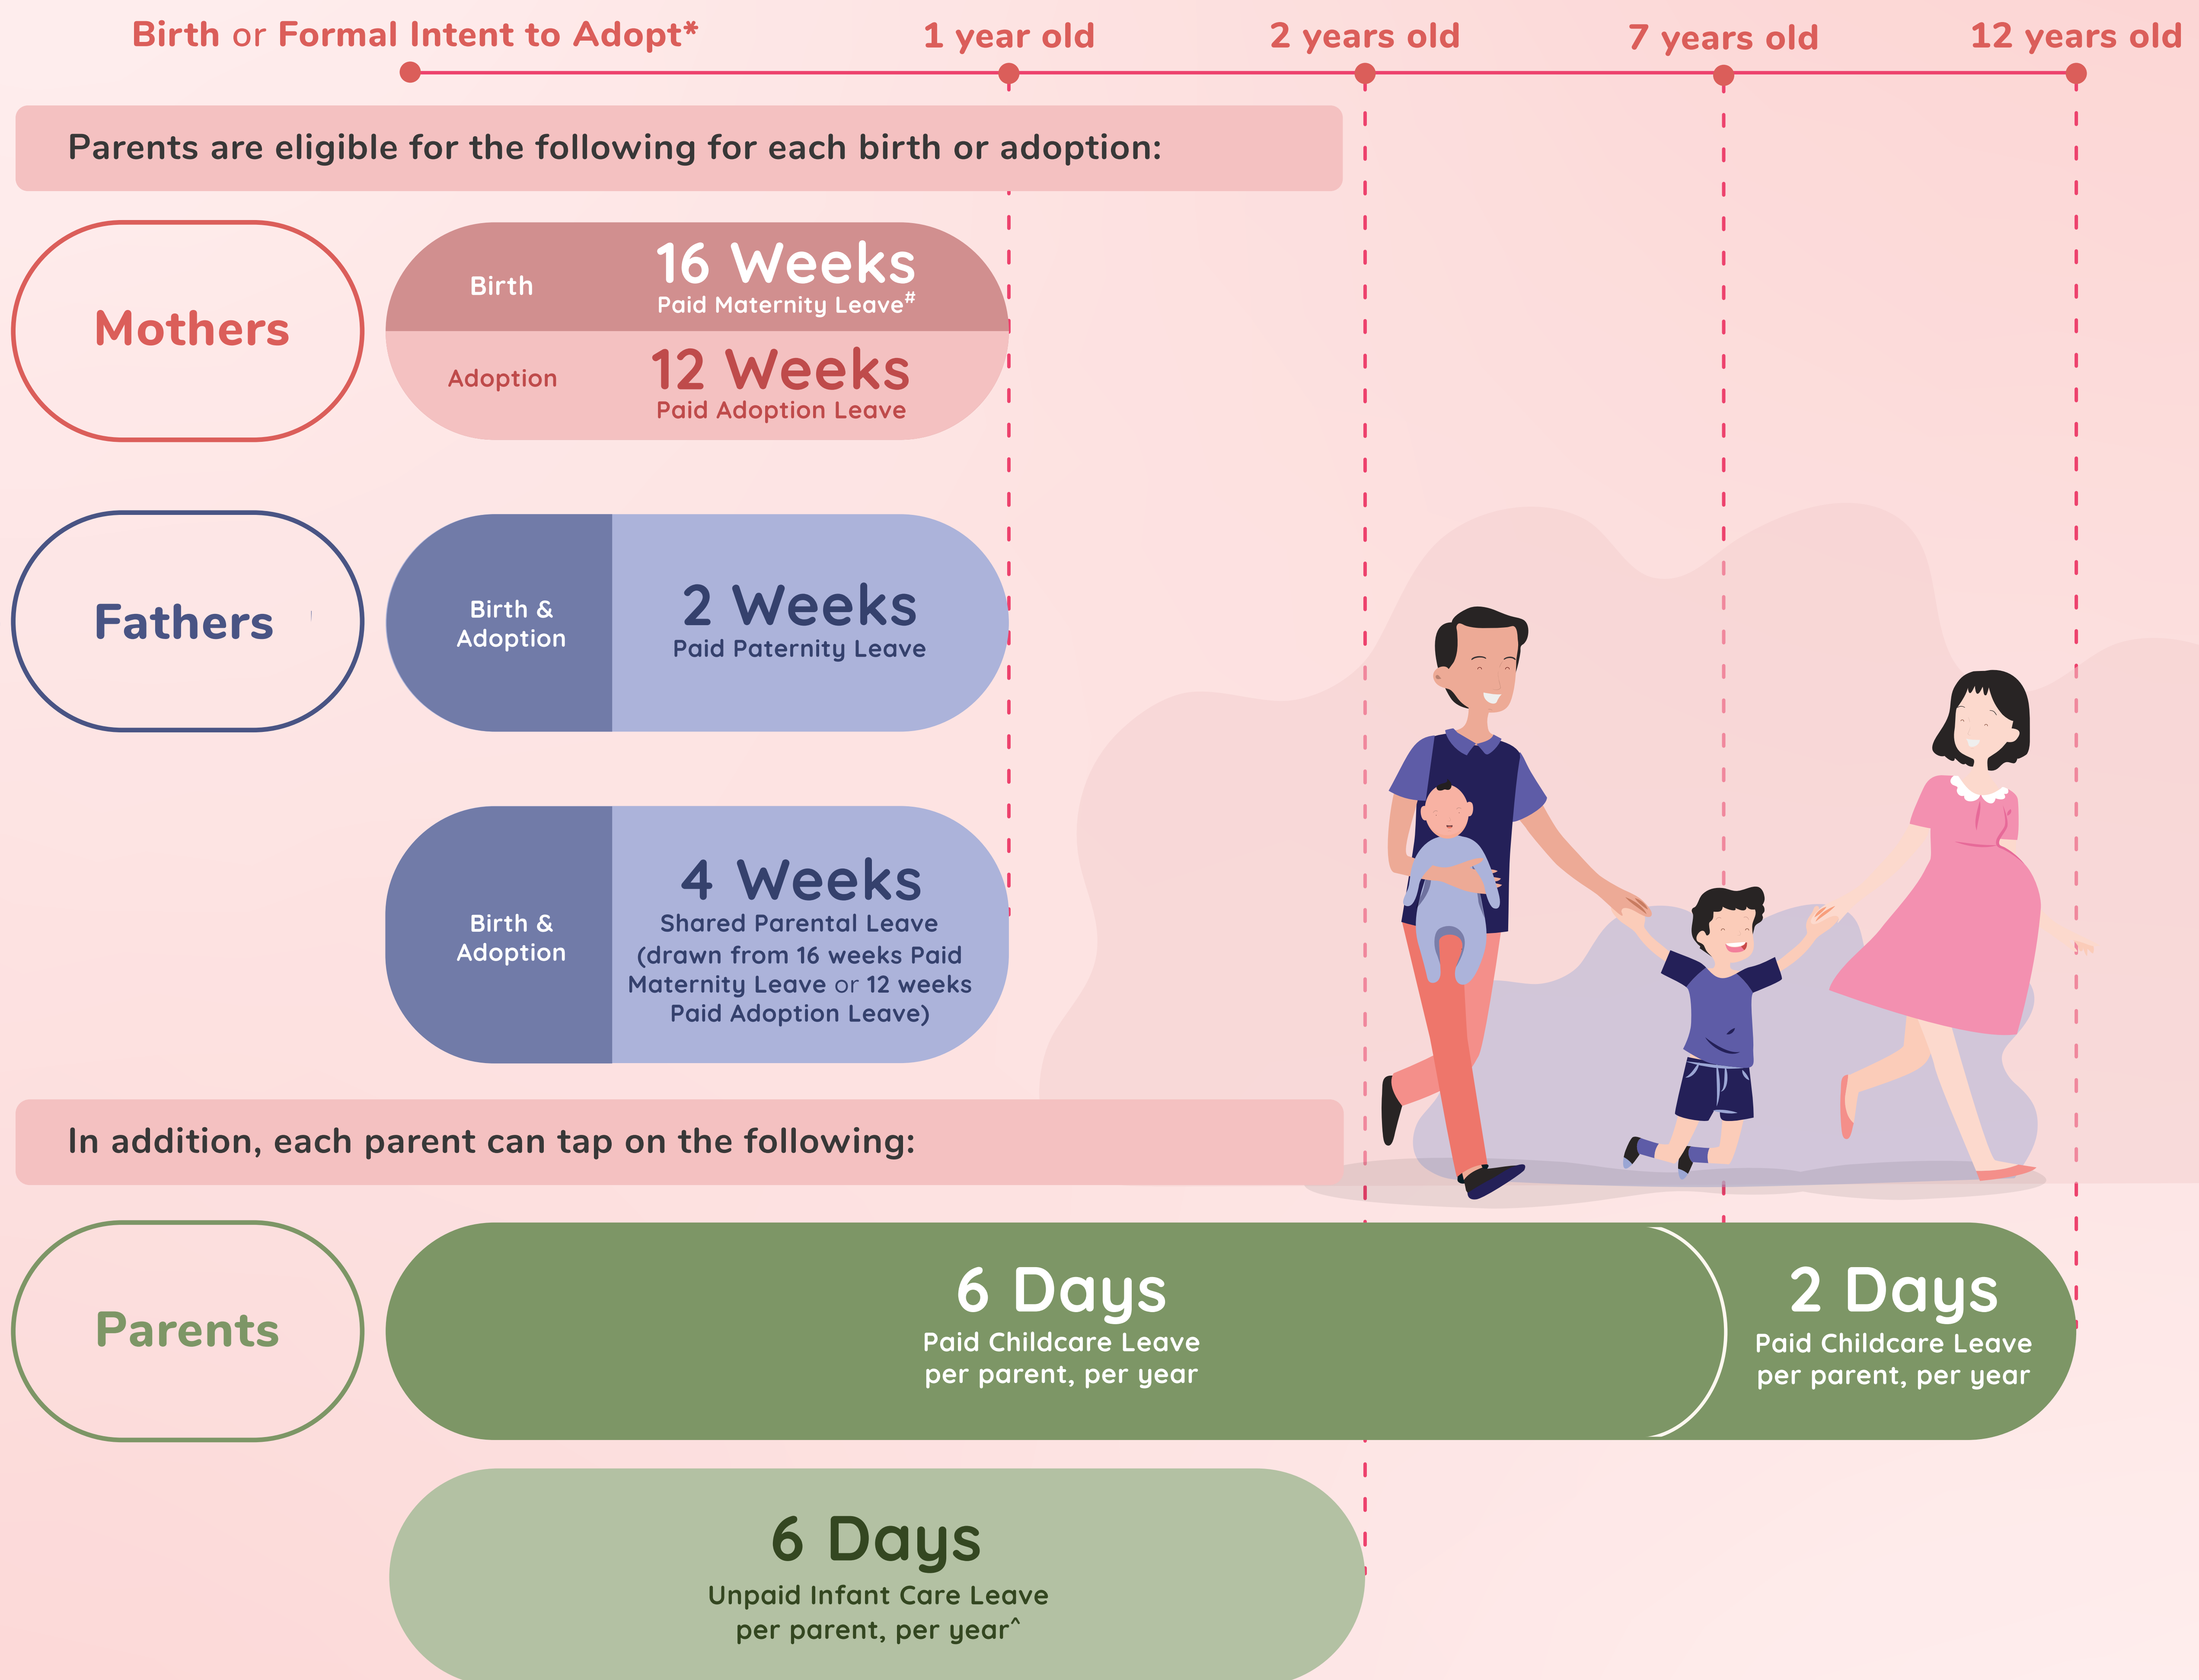 Birth or Formal Intent to Adopt*
1 year old
2 years old
7 years old
12 years old
Parents are eligible for the following for each birth or adoption:
Mothers
Birth
16 Weeks
Paid Maternity Leave#
Adoption
12 Weeks
Paid Adoption Leave
Fathers
Birth &
Adoption
2 Weeks
Paid Paternity Leave
Birth &
Adoption
4 Weeks
Shared Parental Leave
(drawn from 16 weeks Paid
Maternity Leave or 12 weeks
Paid Adoption Leave)
In addition, each parent can tap on the following:
Parents
6 Days
Paid Childcare Leave
per parent, per year
2 Days
Paid Childcare Leave
per parent, per year
6 Days
Unpaid Infant Care Leave
per parent, per year^